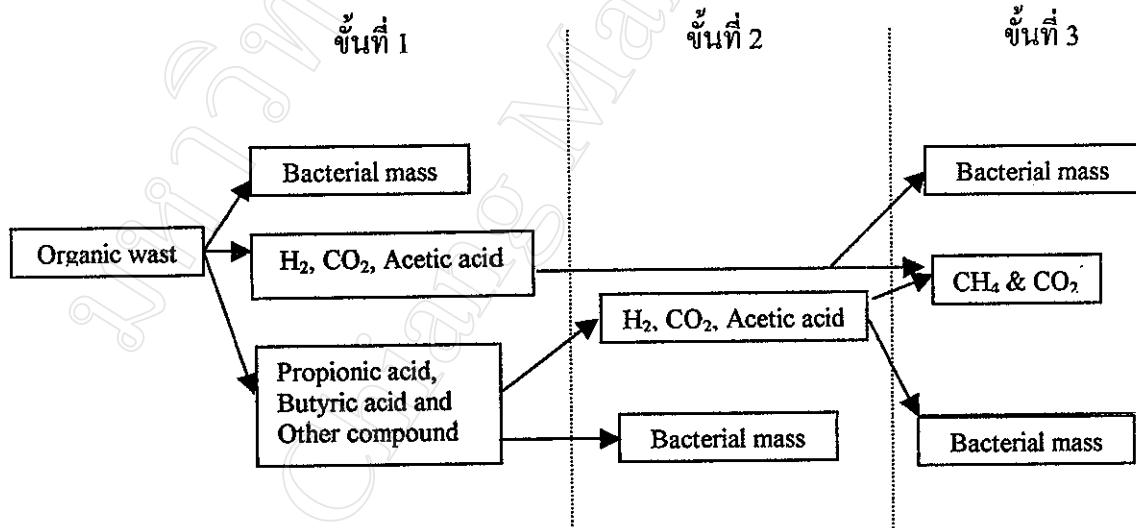 ขั้นที่ 1
ขั้นที่ 2
ขั้นที่ 3
Bacterial mass
Organic wast
H₂, CO₂, Acetic acid
Propionic acid,
Butyric acid and
Other compound
H₂, CO₂, Acetic acid
Bacterial mass
Bacterial mass
CH₄ & CO₂
Bacterial mass